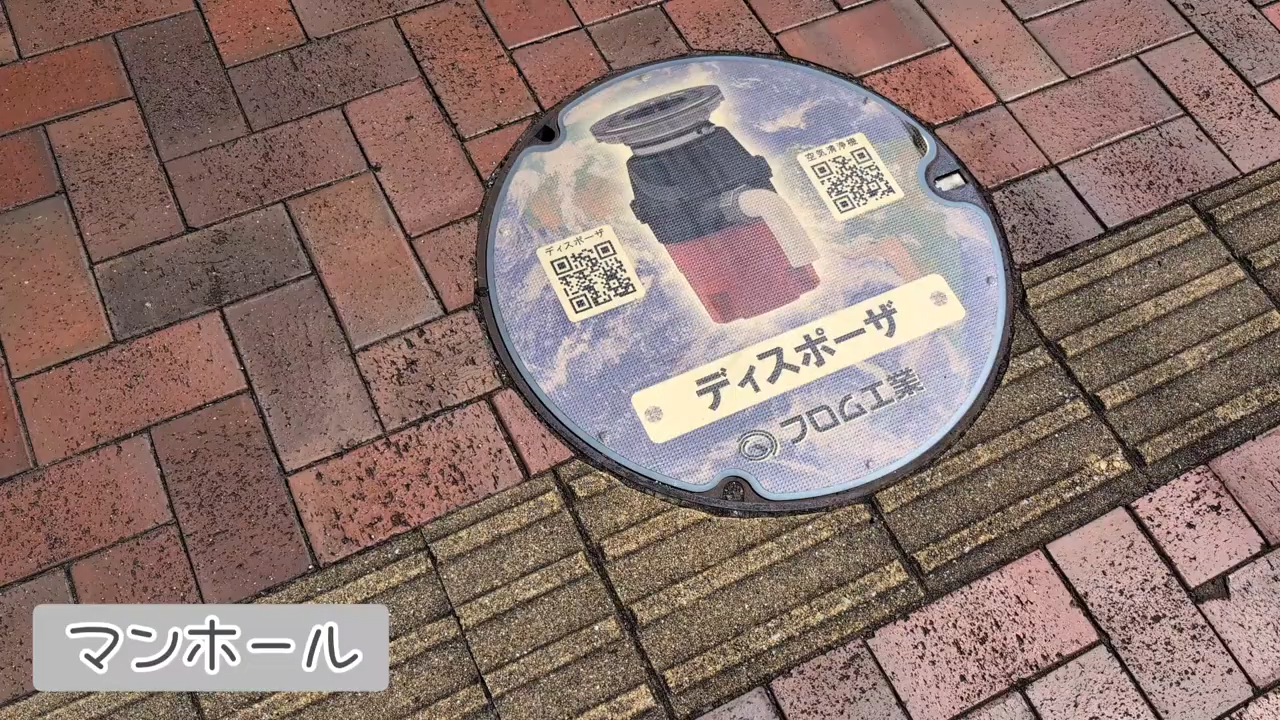 空気清浄機
ディスポーザ
ディスポーザ
フロム工業
マンホール